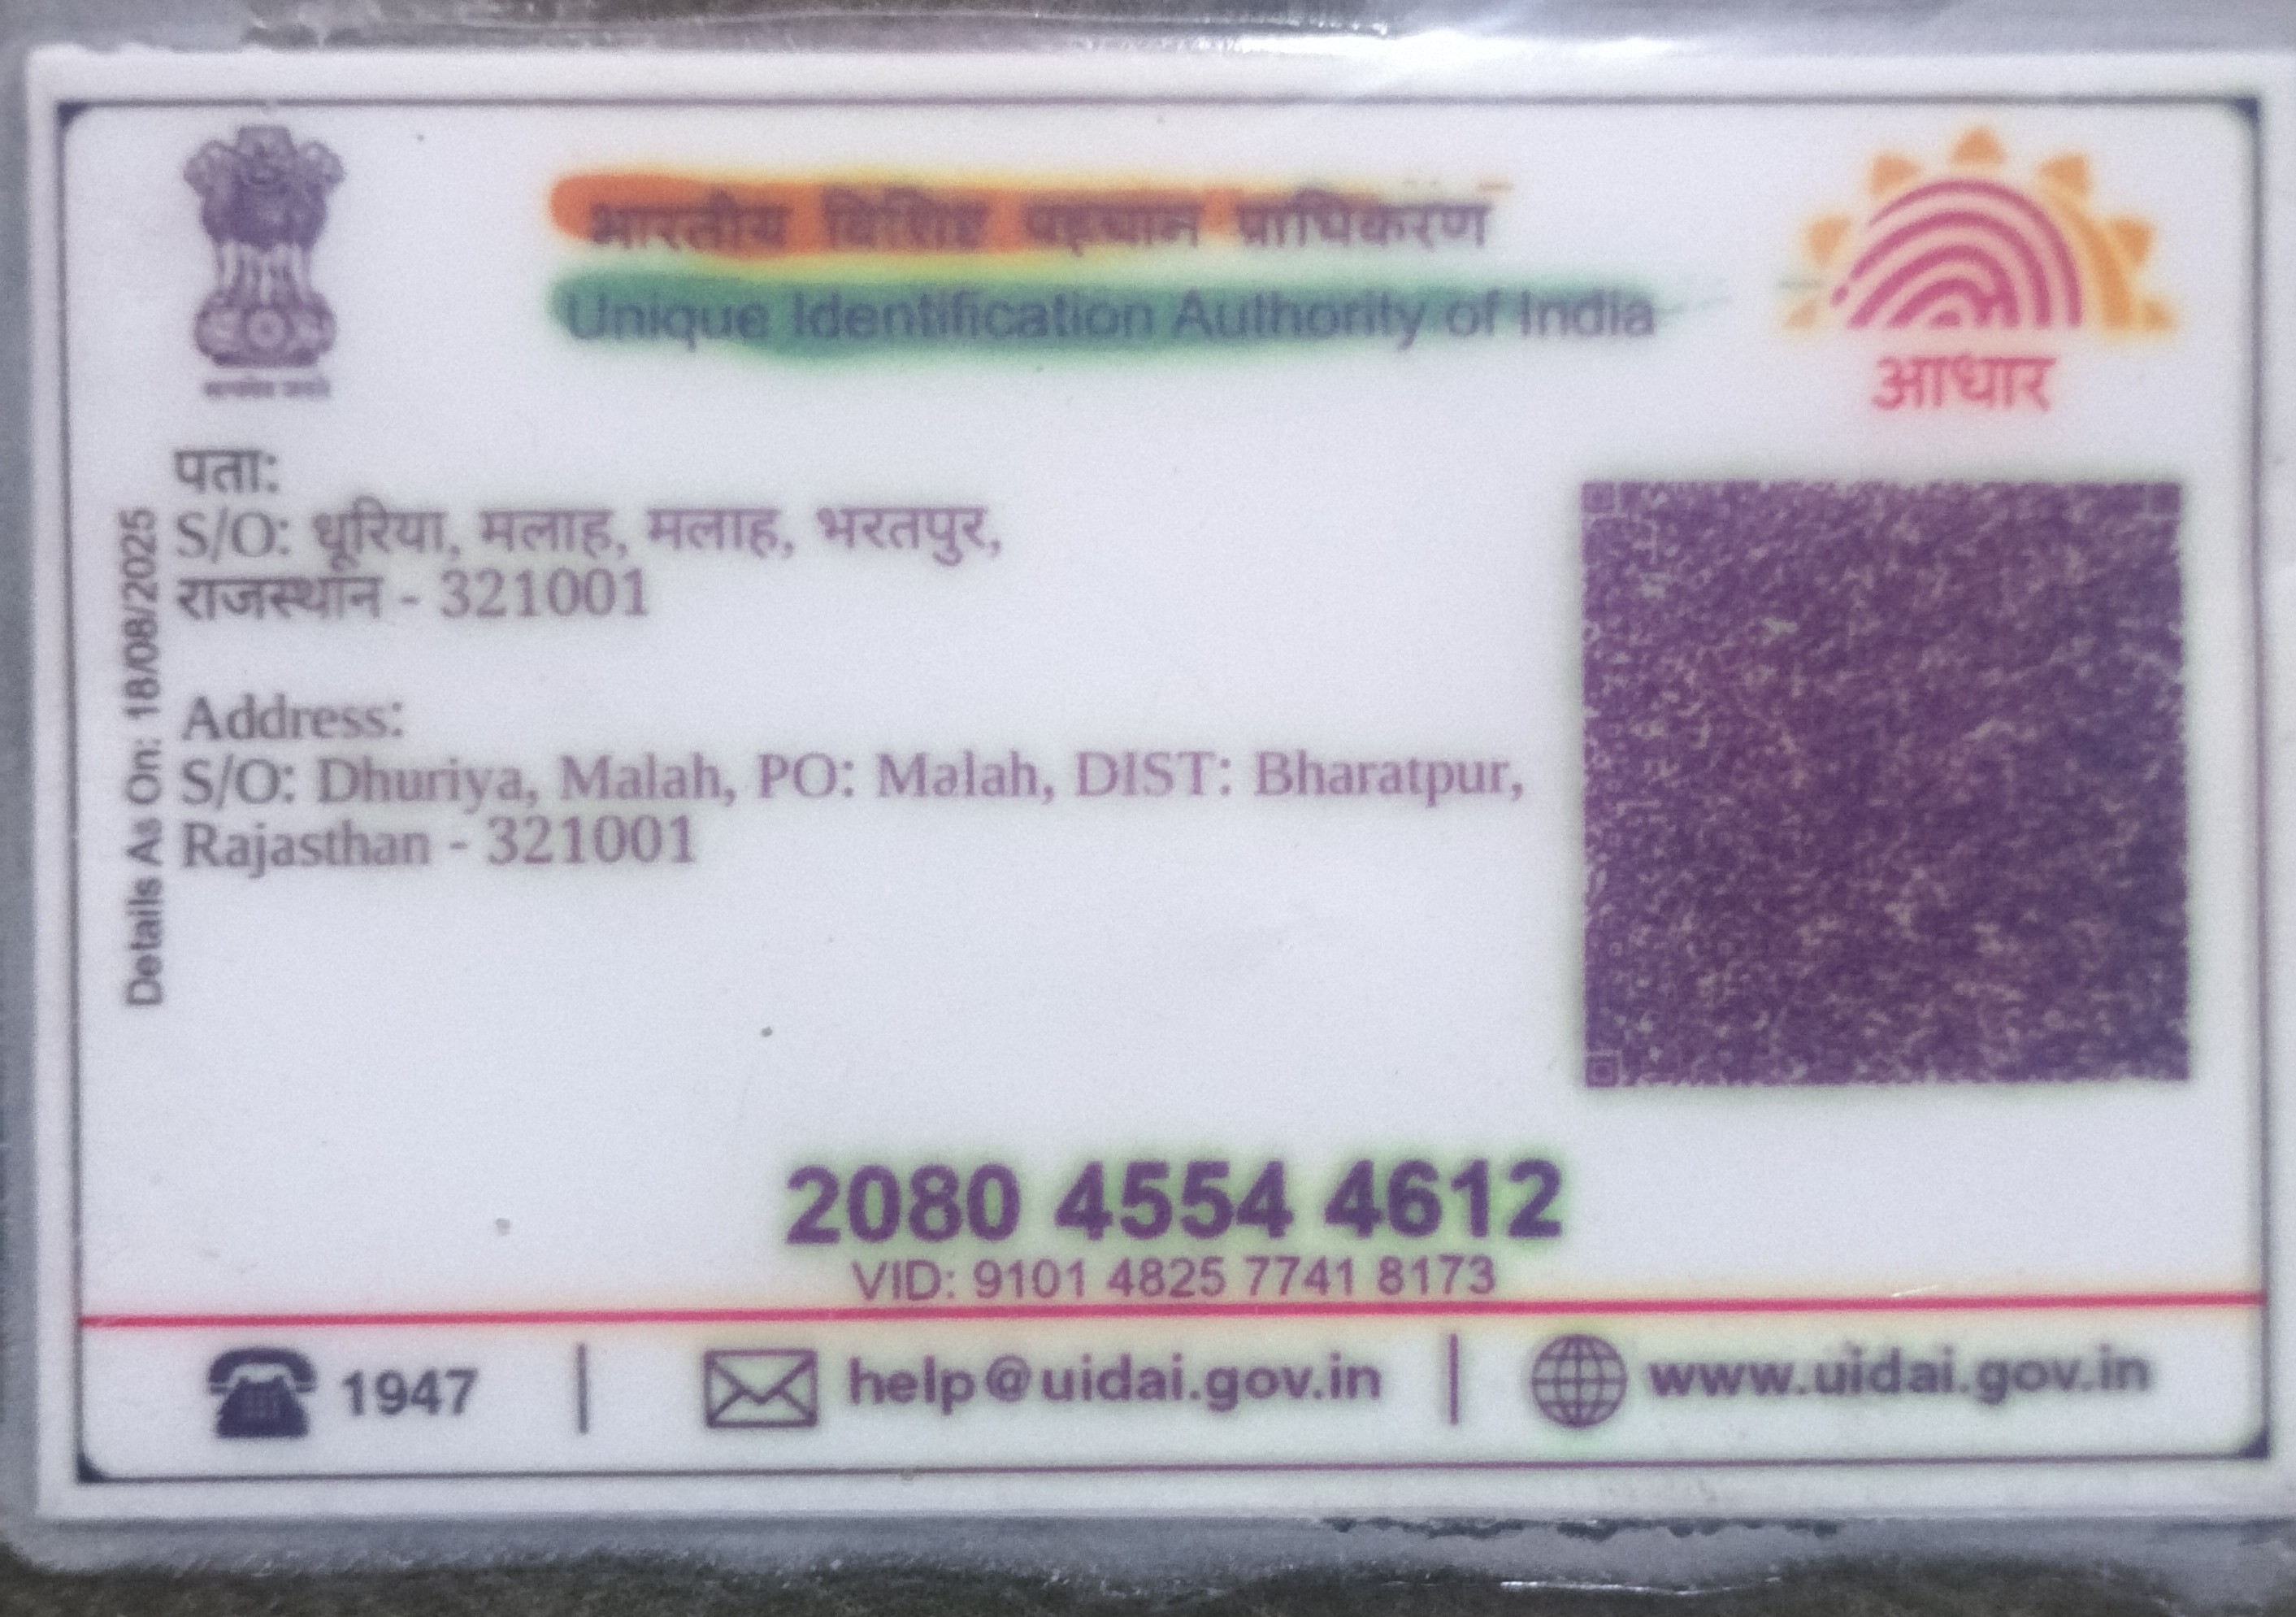 भारतीय विशिष्ट पहचान प्राधिकरण
Unique Identification Authority of India
आधार
पता:
S/O: धूरिया, मलाह, मलाह, भरतपुर,
राजस्थान - 321001
Address:
S/O: Dhuriya, Malah, PO: Malah, DIST: Bharatpur,
Rajasthan - 321001
Details As On: 18/08/2025
2080 4554 4612
VID: 9101 4825 7741 8173
1947 | help@uidai.gov.in | www.uidai.gov.in